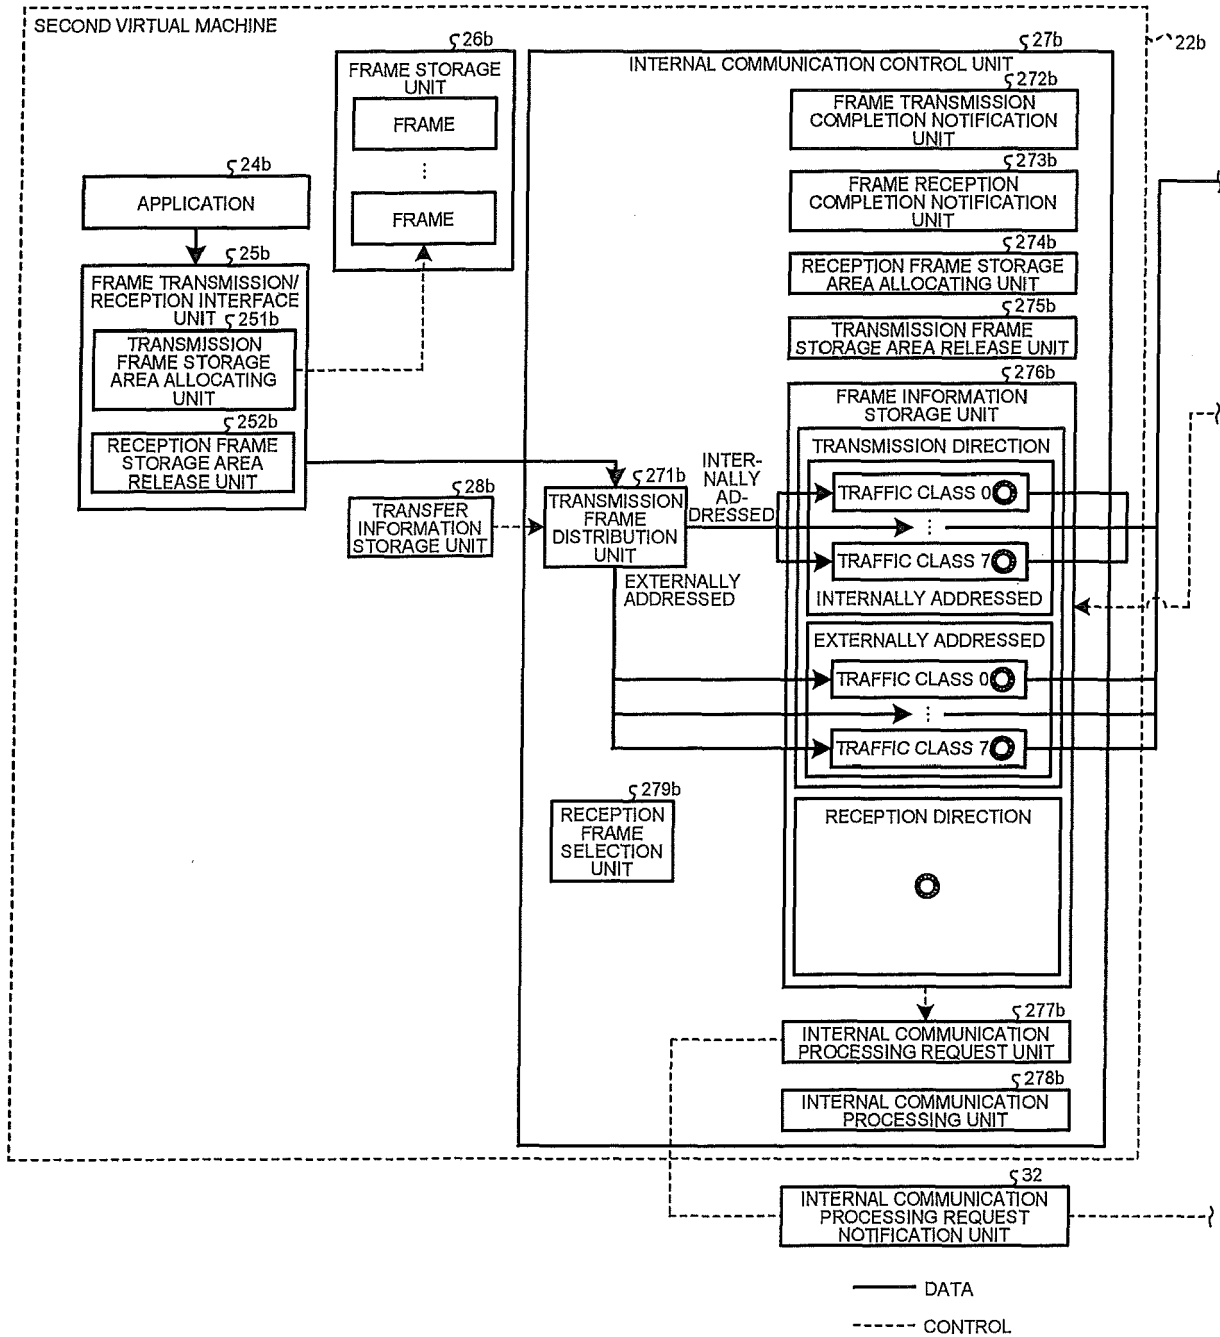 SECOND VIRTUAL MACHINE
22b
26b
FRAME STORAGE
UNIT
FRAME
⋮
FRAME
24b
APPLICATION
25b
FRAME TRANSMISSION/
RECEPTION INTERFACE
UNIT
251b
TRANSMISSION
FRAME STORAGE
AREA ALLOCATING
UNIT
252b
RECEPTION FRAME
STORAGE AREA
RELEASE UNIT
28b
TRANSFER
INFORMATION
STORAGE UNIT
27b
INTERNAL COMMUNICATION CONTROL UNIT
272b
FRAME TRANSMISSION
COMPLETION NOTIFICATION
UNIT
273b
FRAME RECEPTION
COMPLETION NOTIFICATION
UNIT
274b
RECEPTION FRAME STORAGE
AREA ALLOCATING UNIT
275b
TRANSMISSION FRAME
STORAGE AREA RELEASE UNIT
276b
FRAME INFORMATION
STORAGE UNIT
TRANSMISSION DIRECTION
271b
TRANSMISSION
FRAME
DISTRIBUTION
UNIT
INTER-
NALLY
AD-
DRESSED
EXTERNALLY
ADDRESSED
TRAFFIC CLASS 0
⋮
TRAFFIC CLASS 7
INTERNALLY ADDRESSED
EXTERNALLY ADDRESSED
TRAFFIC CLASS 0
⋮
TRAFFIC CLASS 7
279b
RECEPTION
FRAME
SELECTION
UNIT
RECEPTION DIRECTION
277b
INTERNAL COMMUNICATION
PROCESSING REQUEST UNIT
278b
INTERNAL COMMUNICATION
PROCESSING UNIT
32
INTERNAL COMMUNICATION
PROCESSING REQUEST
NOTIFICATION UNIT
DATA
CONTROL